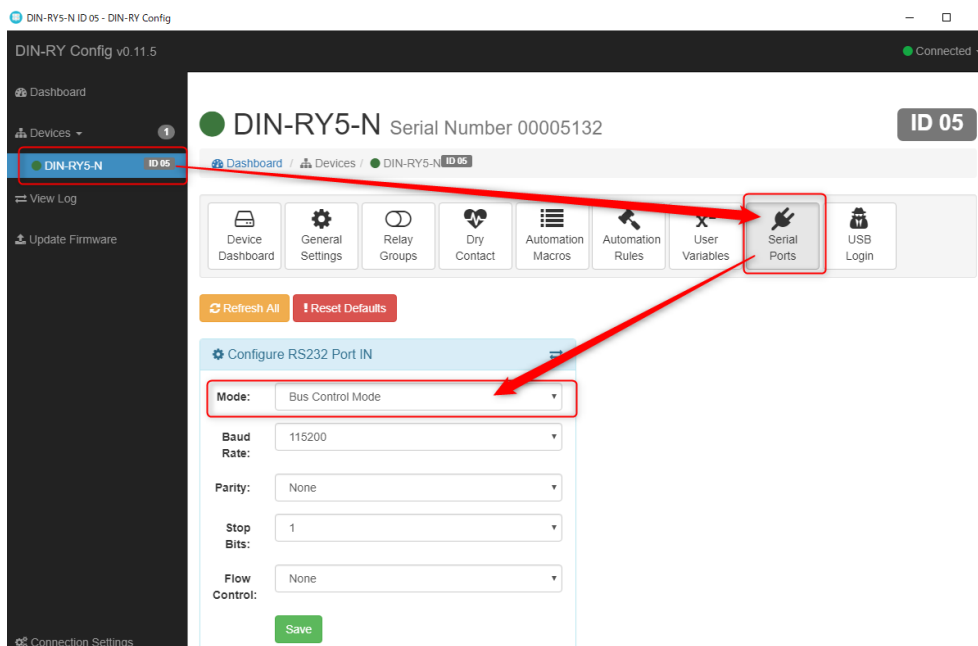 DIN-RY5-N ID 05 - DIN-RY Config
DIN-RY Config v0.11.5
Connected
Dashboard
Devices
1
DIN-RY5-N
ID 05
View Log
Update Firmware
Connection Settings
DIN-RY5-N Serial Number 00005132
ID 05
Dashboard / Devices / DIN-RY5-N ID 05
Device
Dashboard
General
Settings
Relay
Groups
Dry
Contact
Automation
Macros
Automation
Rules
User
Variables
Serial
Ports
USB
Login
Refresh All
! Reset Defaults
Configure RS232 Port IN
Mode:
Bus Control Mode
Baud
Rate:
115200
Parity:
None
Stop
Bits:
1
Flow
Control:
None
Save